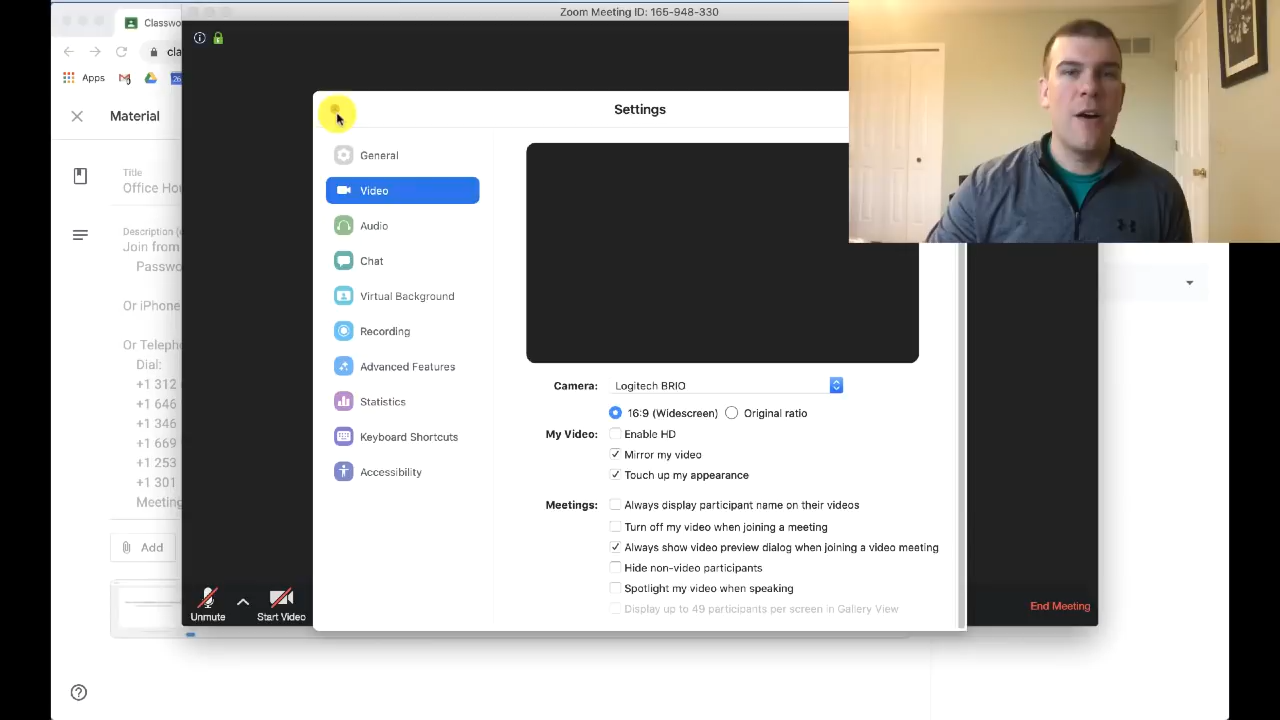 Zoom Meeting ID: 165-948-330
Classwo
cla
Apps
26
Material
Settings
General
Video
Audio
Chat
Virtual Background
Recording
Advanced Features
Statistics
Keyboard Shortcuts
Accessibility
Title
Office Hou
Description (o
Join from
Passwo
Or iPhone
Or Telepho
Dial:
+1 312
+1 646
+1 346
+1 669
+1 253
+1 301
Meeting
Add
Camera: Logitech BRIO
16:9 (Widescreen) Original ratio
My Video: Enable HD
Mirror my video
Touch up my appearance
Meetings: Always display participant name on their videos
Turn off my video when joining a meeting
Always show video preview dialog when joining a video meeting
Hide non-video participants
Spotlight my video when speaking
Display up to 49 participants per screen in Gallery View
Unmute
Start Video
End Meeting